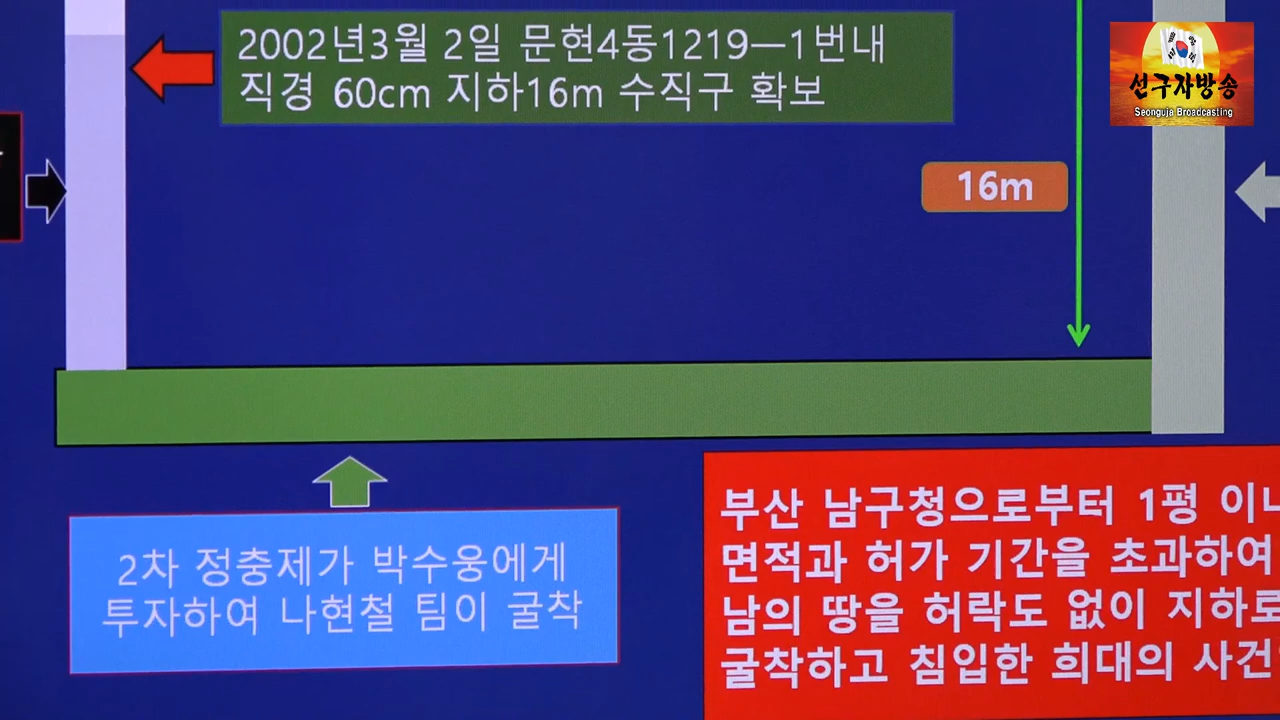 2002년3월 2일 문현4동1219—1번내
직경 60cm 지하16m 수직구 확보
선구자방송
Seonguja Broadcasting
16m
2차 정충제가 박수웅에게
투자하여 나현철 팀이 굴착
부산 남구청으로부터 1평
면적과 허가 기간을 초과하여
남의 땅을 허락도 없이 지하로
굴착하고 침입한 희대의 사건